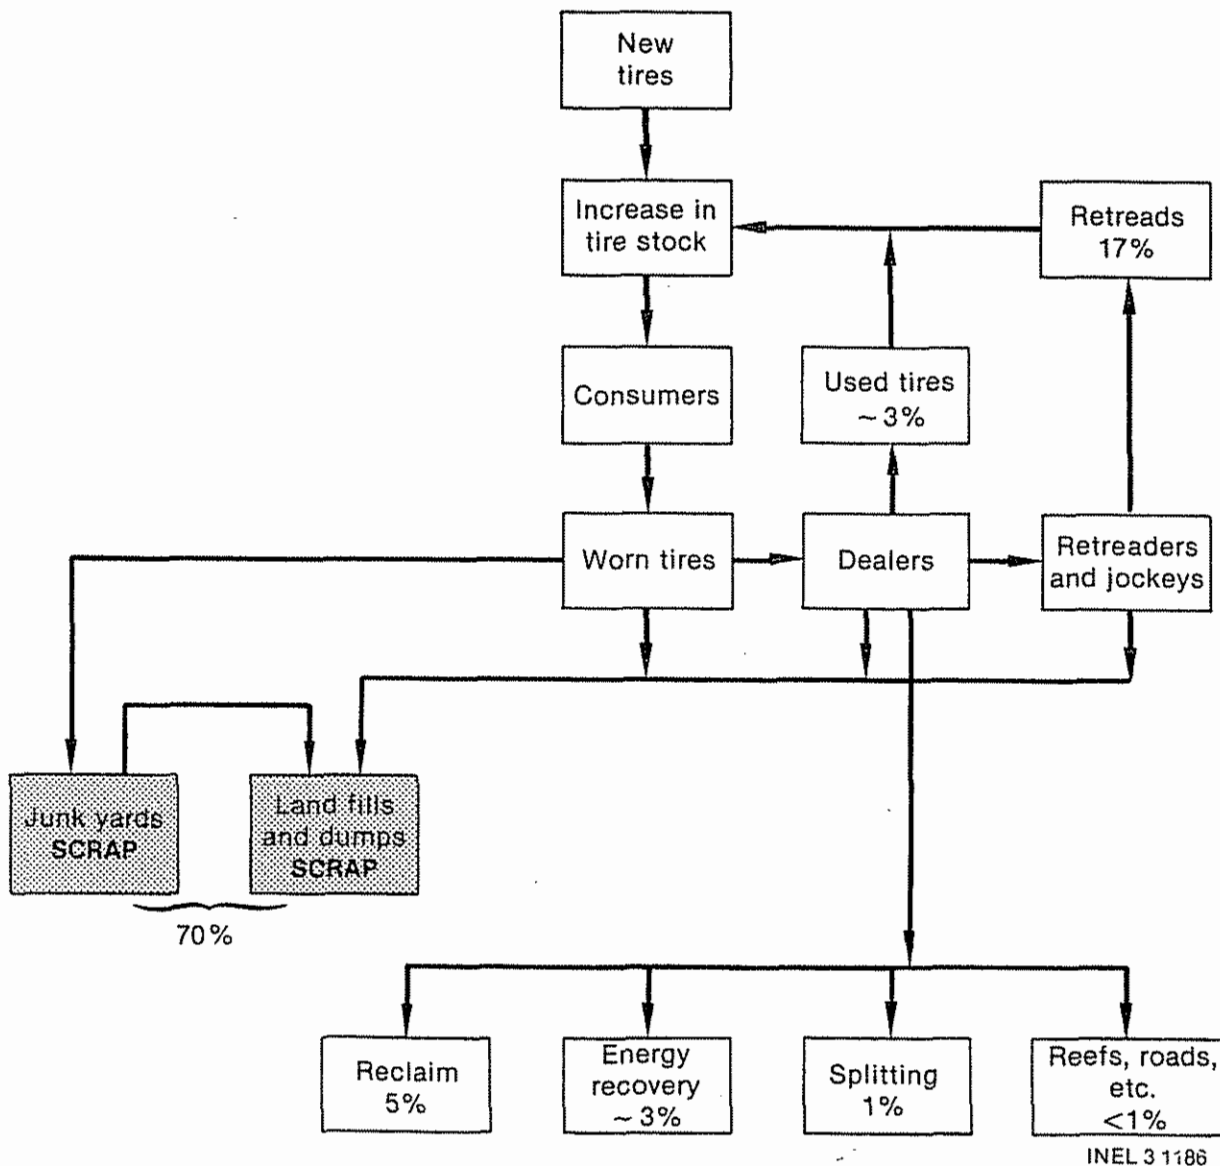 New
tires
Increase in
tire stock
Retreads
17%
Consumers
Used tires
~ 3%
Worn tires
Dealers
Retreaders
and jockeys
Junk yards
SCRAP
Land fills
and dumps
SCRAP
70%
Reclaim
5%
Energy
recovery
~ 3%
Splitting
1%
Reefs, roads,
etc.
<1%
INEL 3 1186